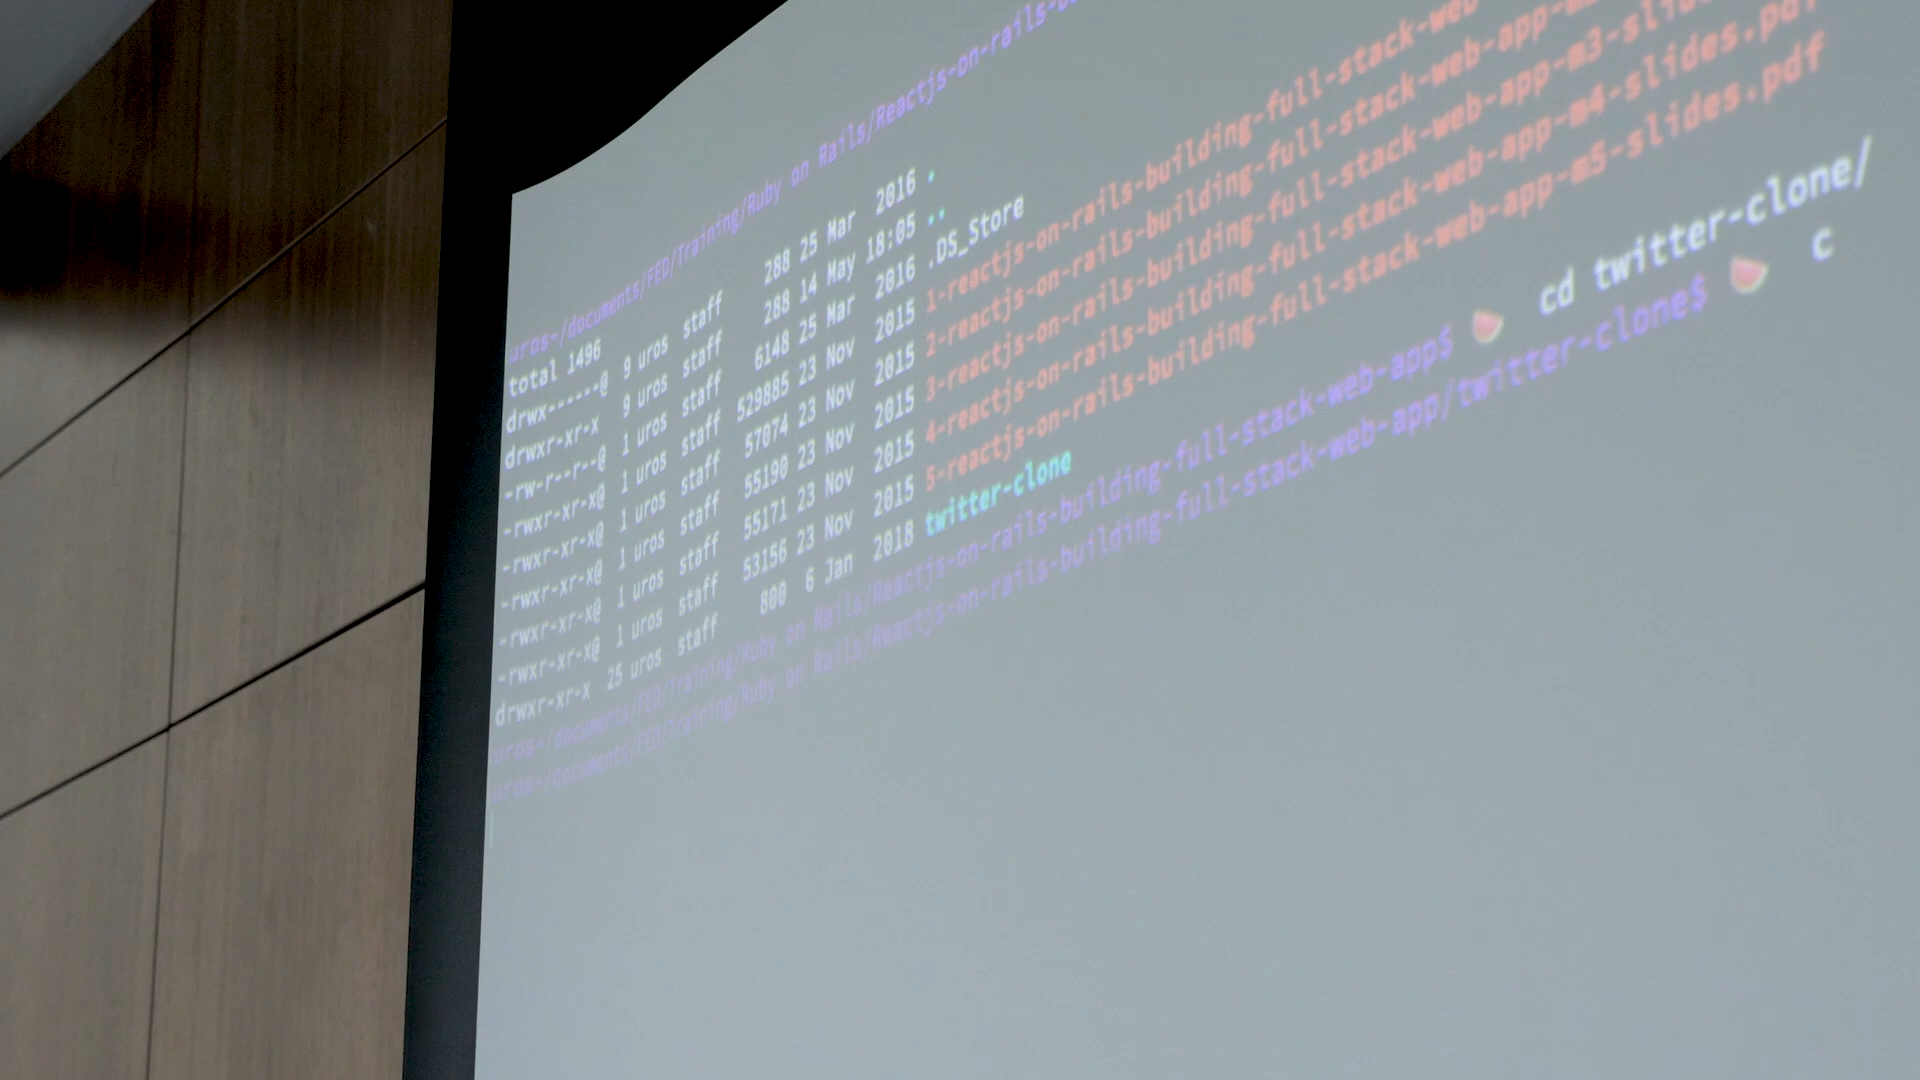 uros~/documents/FED/Training/Ruby on Rails/Reactjs-on-rails-
total 1496
drwx------@ 9 uros staff 288 25 Mar 2016 .
drwxr-xr-x 9 uros staff 288 14 May 18:05 ..
-rw-r--r--@ 1 uros staff 6148 25 Mar 2016 .DS_Store
-rwxr-xr-x@ 1 uros staff 529885 23 Nov 2015 1-reactjs-on-rails-building-full-stack-web
-rwxr-xr-x@ 1 uros staff 57074 23 Nov 2015 2-reactjs-on-rails-building-full-stack-web-app-
-rwxr-xr-x@ 1 uros staff 55190 23 Nov 2015 3-reactjs-on-rails-building-full-stack-web-app-m3-slid
-rwxr-xr-x@ 1 uros staff 55171 23 Nov 2015 4-reactjs-on-rails-building-full-stack-web-app-m4-slides.pdf
-rwxr-xr-x@ 1 uros staff 53156 23 Nov 2015 5-reactjs-on-rails-building-full-stack-web-app-m5-slides.pdf
drwxr-xr-x 25 uros staff 800 6 Jan 2018 twitter-clone
uros~/documents/FED/Training/Ruby on Rails/Reactjs-on-rails-building-full-stack-web-app$ 🍉 cd twitter-clone/
uros~/documents/FED/Training/Ruby on Rails/Reactjs-on-rails-building-full-stack-web-app/twitter-clone$ 🍉 c